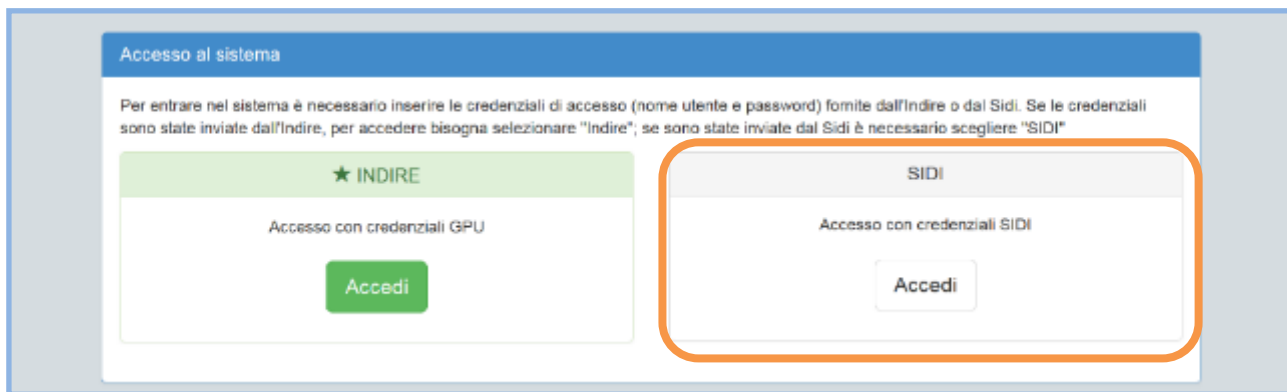 Accesso al sistema
Per entrare nel sistema è necessario inserire le credenziali di accesso (nome utente e password) fornite dall'Indire o dal Sidi. Se le credenziali
sono state inviate dall'Indire, per accedere bisogna selezionare "Indire"; se sono state inviate dal Sidi è necessario scegliere "SIDI"
★ INDIRE
Accesso con credenziali GPU
Accedi
SIDI
Accesso con credenziali SIDI
Accedi